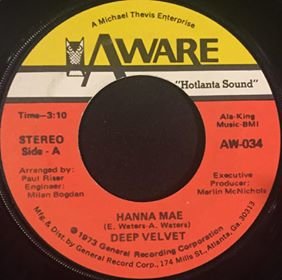 A Michael Thevis Enterprise
AWARE
"Hotlanta Sound"
Time-3:10
Ala-King
Music-BMI
STEREO
Side-A
AW-034
Arranged by:
Paul Riser
Engineer:
Milan Bogdan
Executive
Producer:
Marlin McNichols
HANNA MAE
(E. Waters-A. Waters)
DEEP VELVET
©1973 General Recording Corporation
Mfg. & Dist. by General Recording Corp., 174 Mills St., Atlanta, Ga. 30313